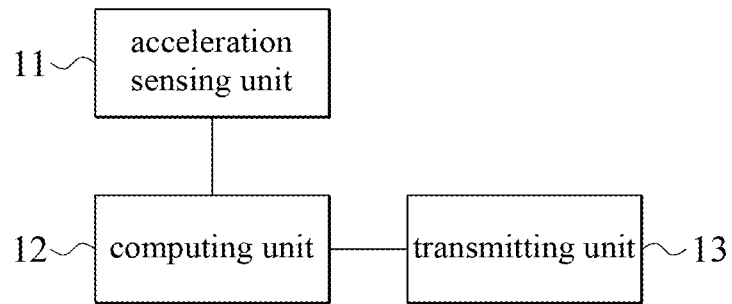 11
acceleration
sensing unit
12
computing unit
transmitting unit
13